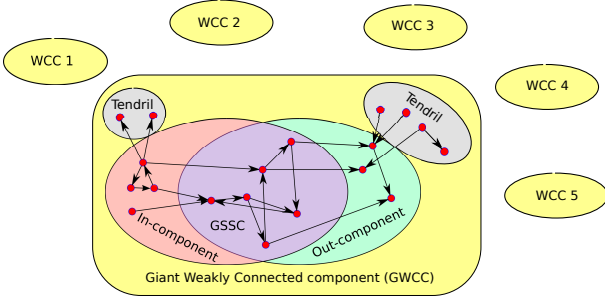 WCC 2
WCC 3
WCC 1
WCC 4
Tendril
Tendril
WCC 5
GSSC
In-component
Out-component
Giant Weakly Connected component (GWCC)